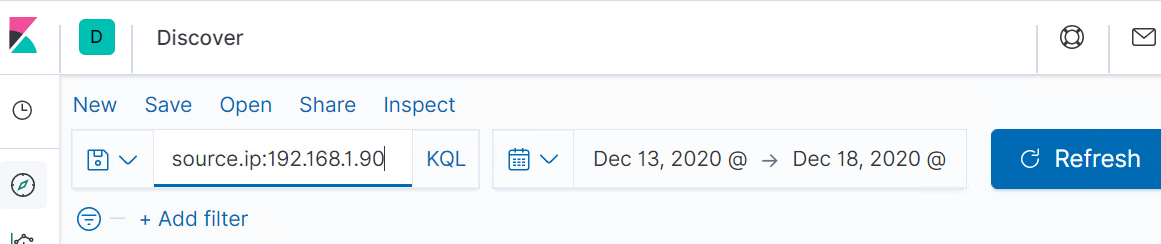 D Discover
New Save Open Share Inspect
source.ip:192.168.1.90 KQL Dec 13, 2020 @ → Dec 18, 2020 @ Refresh
+ Add filter